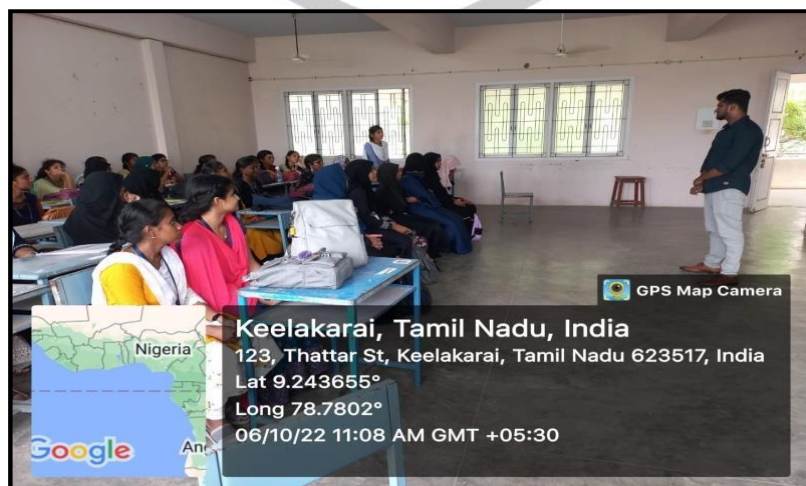 GPS Map Camera
Keelakarai, Tamil Nadu, India
123, Thattar St, Keelakarai, Tamil Nadu 623517, India
Lat 9.243655°
Long 78.7802°
06/10/22 11:08 AM GMT +05:30
Nigeria
Google
An